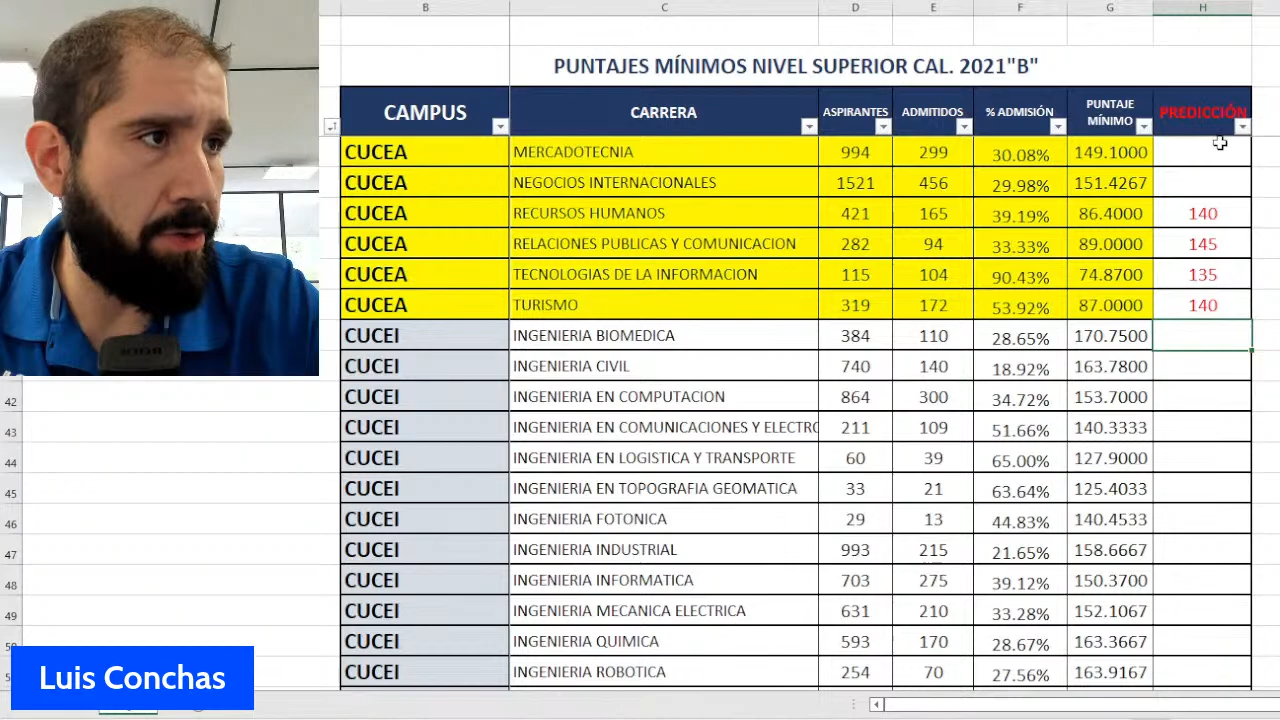 B C D E F G H
PUNTAJES MÍNIMOS NIVEL SUPERIOR CAL. 2021"B"
CAMPUS CARRERA ASPIRANTES ADMITIDOS % ADMISIÓN PUNTAJE MÍNIMO PREDICCIÓN
CUCEA MERCADOTECNIA 994 299 30.08% 149.1000
CUCEA NEGOCIOS INTERNACIONALES 1521 456 29.98% 151.4267
CUCEA RECURSOS HUMANOS 421 165 39.19% 86.4000 140
CUCEA RELACIONES PUBLICAS Y COMUNICACION 282 94 33.33% 89.0000 145
CUCEA TECNOLOGIAS DE LA INFORMACION 115 104 90.43% 74.8700 135
CUCEA TURISMO 319 172 53.92% 87.0000 140
CUCEI INGENIERIA BIOMEDICA 384 110 28.65% 170.7500
CUCEI INGENIERIA CIVIL 740 140 18.92% 163.7800
42 CUCEI INGENIERIA EN COMPUTACION 864 300 34.72% 153.7000
43 CUCEI INGENIERIA EN COMUNICACIONES Y ELECTRO 211 109 51.66% 140.3333
44 CUCEI INGENIERIA EN LOGISTICA Y TRANSPORTE 60 39 65.00% 127.9000
45 CUCEI INGENIERIA EN TOPOGRAFIA GEOMATICA 33 21 63.64% 125.4033
46 CUCEI INGENIERIA FOTONICA 29 13 44.83% 140.4533
47 CUCEI INGENIERIA INDUSTRIAL 993 215 21.65% 158.6667
48 CUCEI INGENIERIA INFORMATICA 703 275 39.12% 150.3700
49 CUCEI INGENIERIA MECANICA ELECTRICA 631 210 33.28% 152.1067
CUCEI INGENIERIA QUIMICA 593 170 28.67% 163.3667
CUCEI INGENIERIA ROBOTICA 254 70 27.56% 163.9167
Luis Conchas